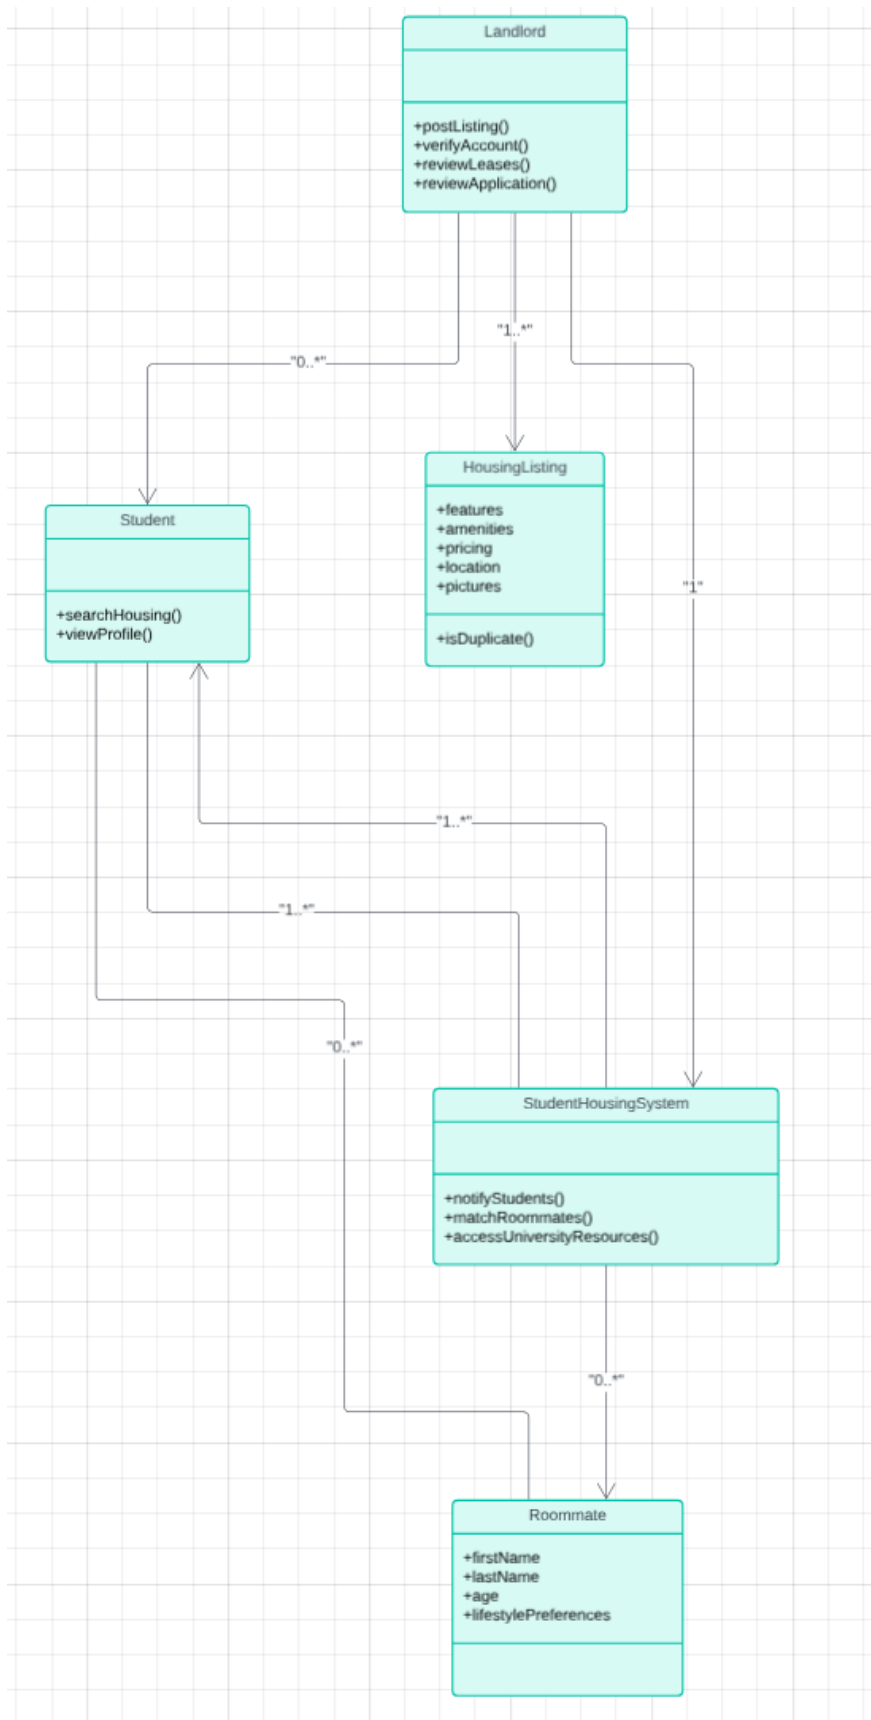 Landlord
+postListing()
+verifyAccount()
+reviewLeases()
+reviewApplication()
"1..*"
"0..*"
HousingListing
+features
+amenities
+pricing
+location
+pictures
+isDuplicate()
Student
+searchHousing()
+viewProfile()
"1"
"1..*"
"1..*"
"0..*"
StudentHousingSystem
+notifyStudents()
+matchRoommates()
+accessUniversityResources()
"0..*"
Roommate
+firstName
+lastName
+age
+lifestylePreferences